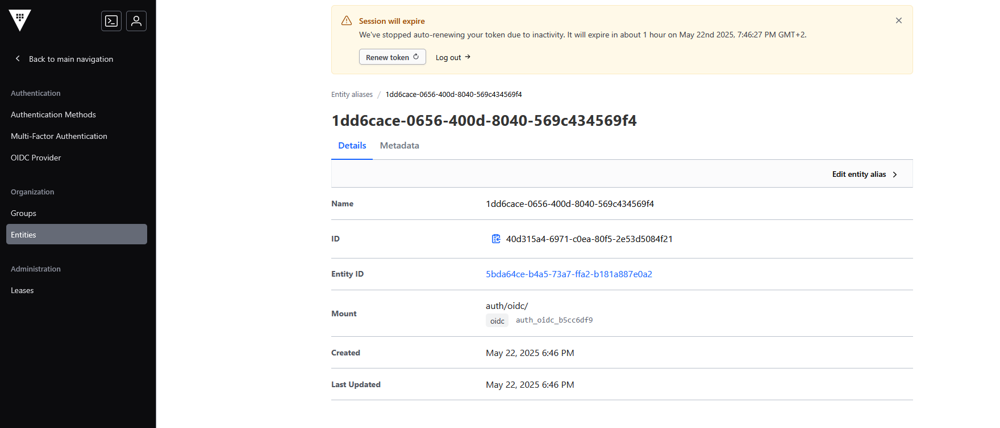 Back to main navigation
Authentication
Authentication Methods
Multi-Factor Authentication
OIDC Provider
Organization
Groups
Entities
Administration
Leases
Session will expire
We've stopped auto-renewing your token due to inactivity. It will expire in about 1 hour on May 22nd 2025, 7:46:27 PM GMT+2.
Renew token
Log out
Entity aliases / 1dd6cace-0656-400d-8040-569c434569f4
1dd6cace-0656-400d-8040-569c434569f4
Details Metadata
Edit entity alias
Name 1dd6cace-0656-400d-8040-569c434569f4
ID 40d315a4-6971-c0ea-80f5-2e53d5084f21
Entity ID 5bda64ce-b4a5-73a7-ffa2-b181a887e0a2
Mount auth/oidc/
oidc auth_oidc_b5cc6df9
Created May 22, 2025 6:46 PM
Last Updated May 22, 2025 6:46 PM